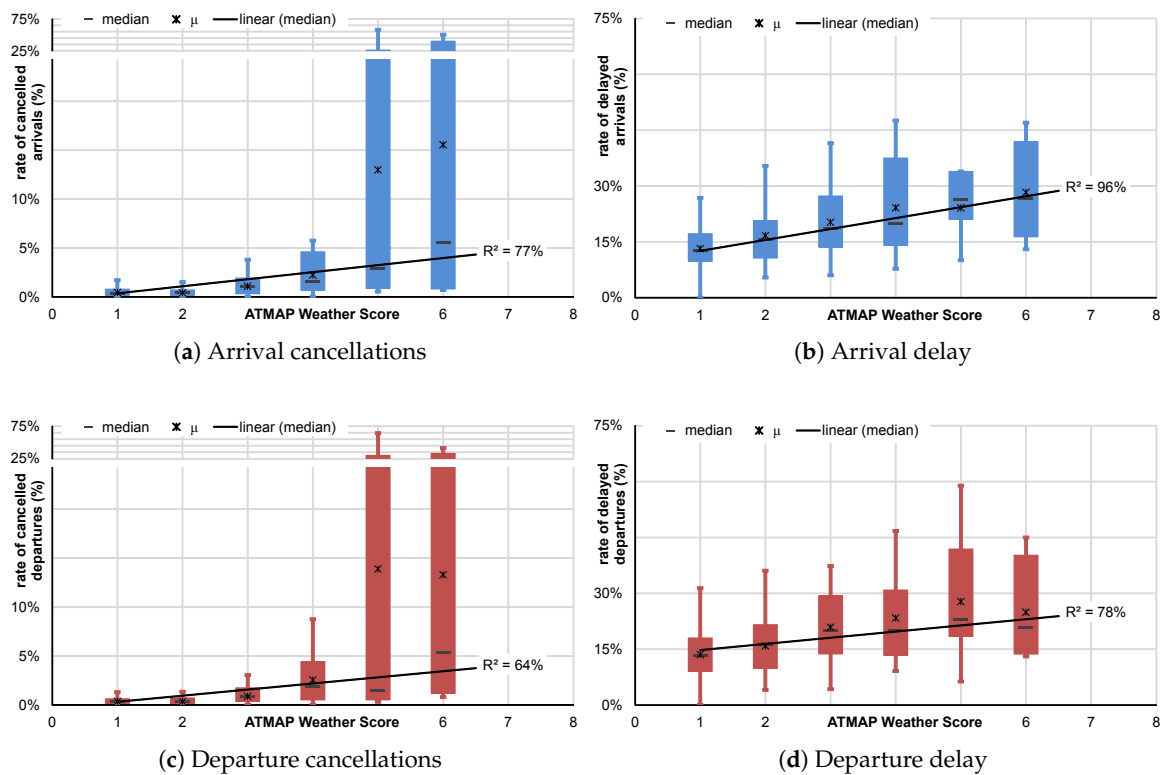 75%
median
μ
linear (median)
25%
rate of cancelled
arrivals (%)
10%
5%
0%
R² = 77%
1
2
ATMAP Weather Score
6
7
8
(a) Arrival cancellations
75%
median
μ
linear (median)
rate of delayed
arrivals (%)
30%
15%
0%
R² = 96%
1
2
ATMAP Weather Score
6
7
8
(b) Arrival delay
75%
median
μ
linear (median)
25%
rate of cancelled
departures (%)
10%
5%
0%
R² = 64%
1
2
ATMAP Weather Score
6
7
8
(c) Departure cancellations
75%
median
μ
linear (median)
rate of delayed
departures (%)
30%
15%
0%
R² = 78%
1
2
ATMAP Weather Score
6
7
8
(d) Departure delay